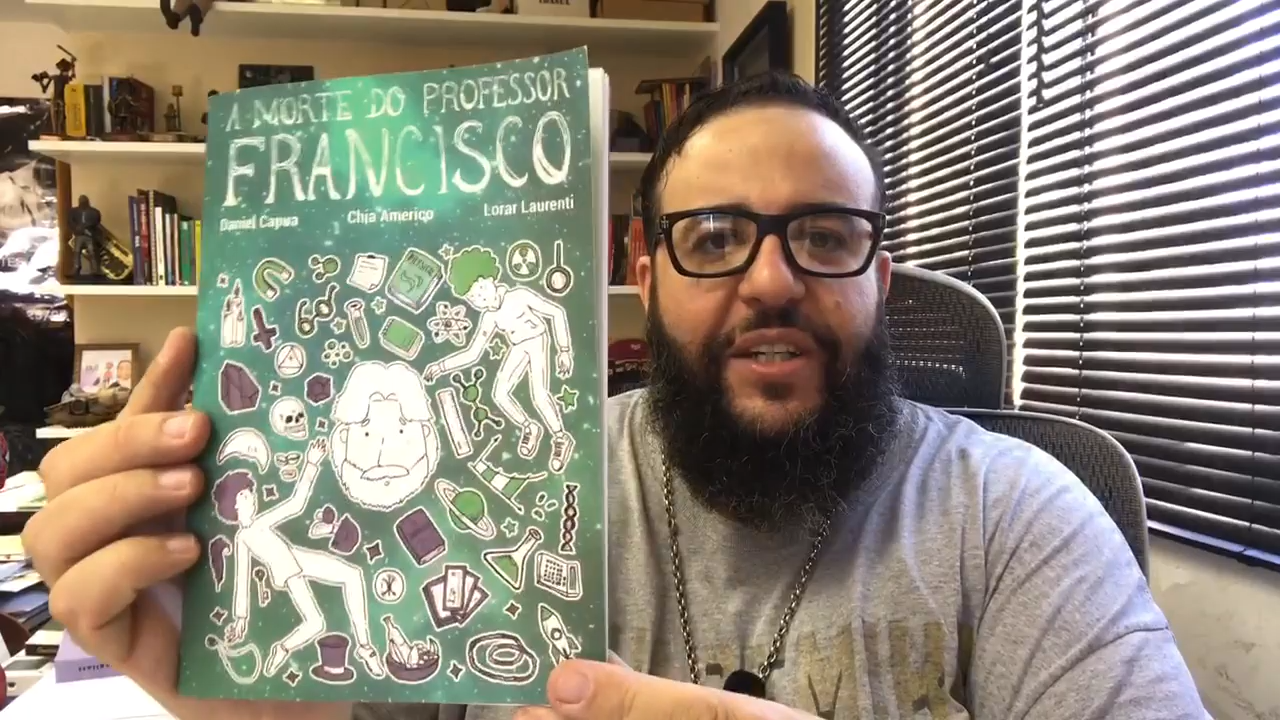 A MORTE DO PROFESSOR
FRANCISCO
Daniel Capua Chia Americo Lorar Laurenti